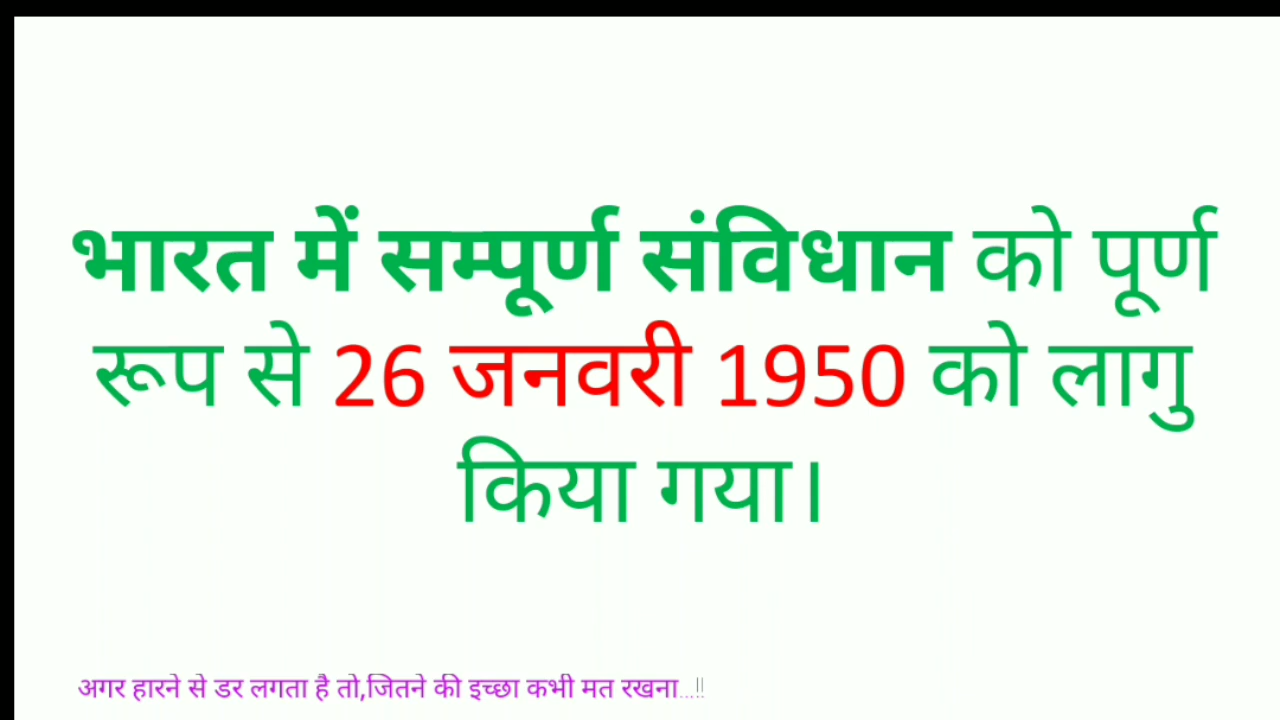 भारत में सम्पूर्ण संविधान को पूर्ण
रूप से 26 जनवरी 1950 को लागु
किया गया।
अगर हारने से डर लगता है तो,जितने की इच्छा कभी मत रखना...!!